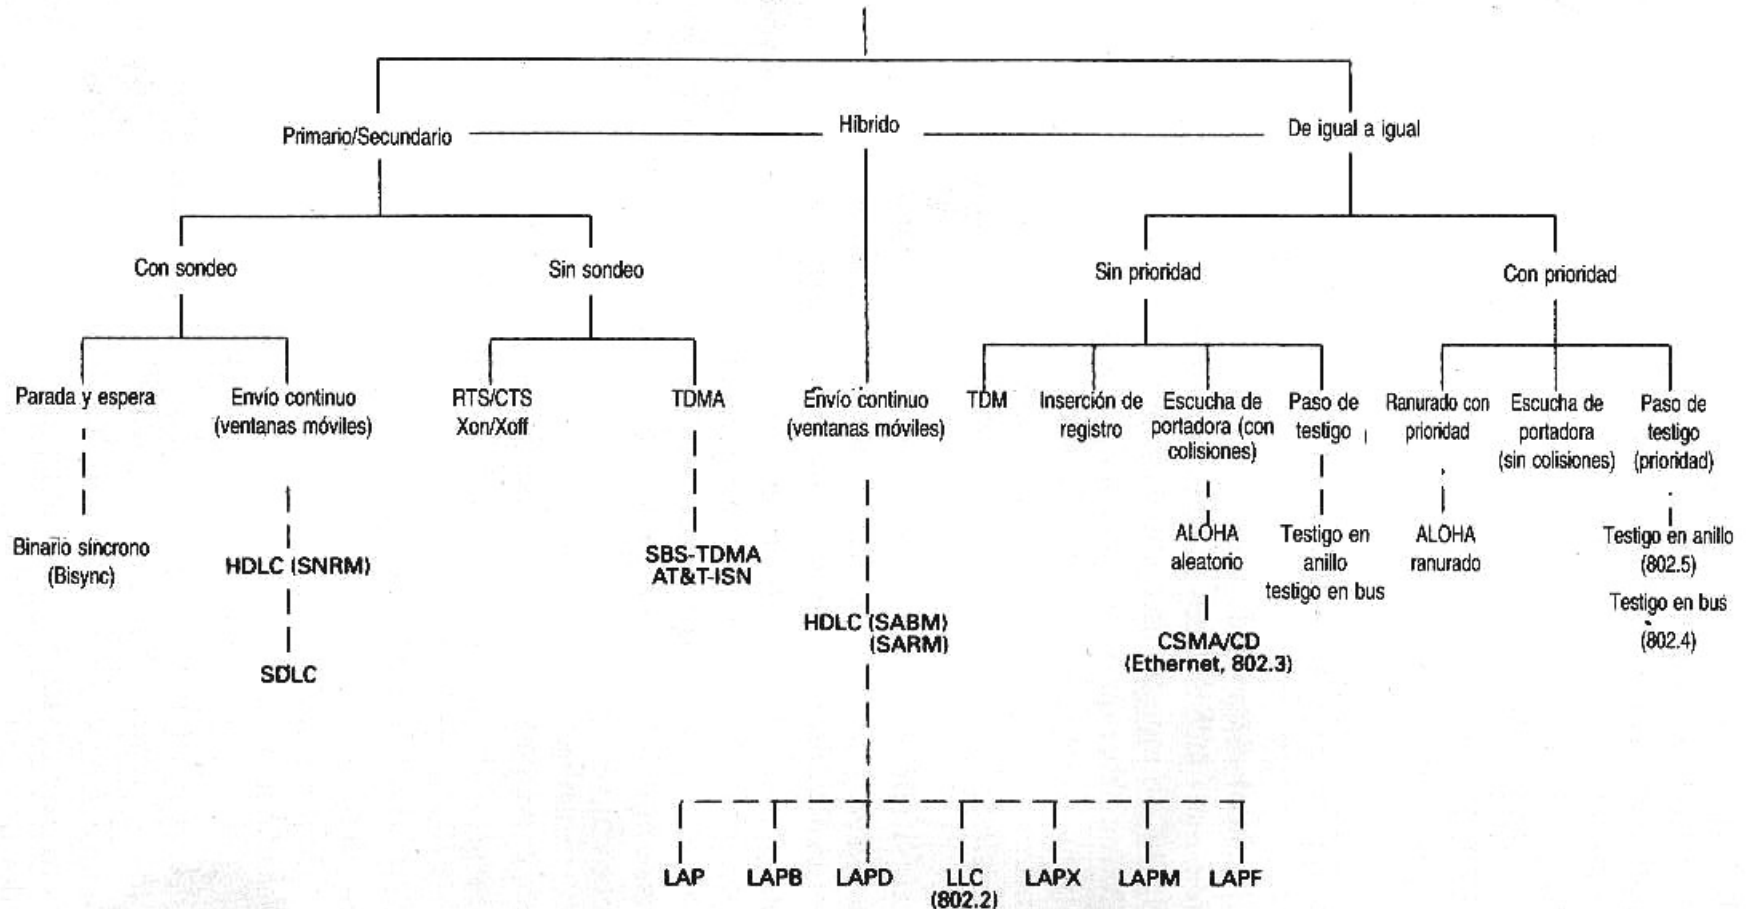 Primario/Secundario
Híbrido
De igual a igual
Con sondeo
Sin sondeo
Sin prioridad
Con prioridad
Parada y espera
Envío continuo
(ventanas móviles)
RTS/CTS
Xon/Xoff
TDMA
Envío continuo
(ventanas móviles)
TDM
Inserción de
registro
Escucha de
portadora (con
colisiones)
Paso de
testigo
Ranurado con
prioridad
Escucha de
portadora
(sin colisiones)
Paso de
testigo
(prioridad)
Binario síncrono
(Bisync)
HDLC (SNRM)
SDLC
SBS-TDMA
AT&T-ISN
HDLC (SABM)
(SARM)
ALOHA
aleatorio
CSMA/CD
(Ethernet, 802.3)
Testigo en
anillo
testigo en bus
ALOHA
ranurado
Testigo en anillo
(802.5)
Testigo en bus
(802.4)
LAP
LAPB
LAPD
LLC
(802.2)
LAPX
LAPM
LAPF